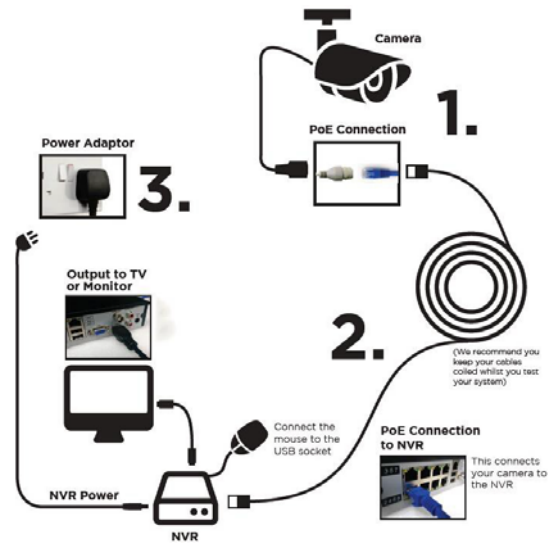 Camera
1.
PoE Connection
Power Adaptor
3.
Output to TV
or Monitor
2.
(We recommend you
keep your cables
coiled whilst you test
your system)
Connect the
mouse to the
USB socket
PoE Connection
to NVR
This connects
your camera to
the NVR
NVR Power
NVR